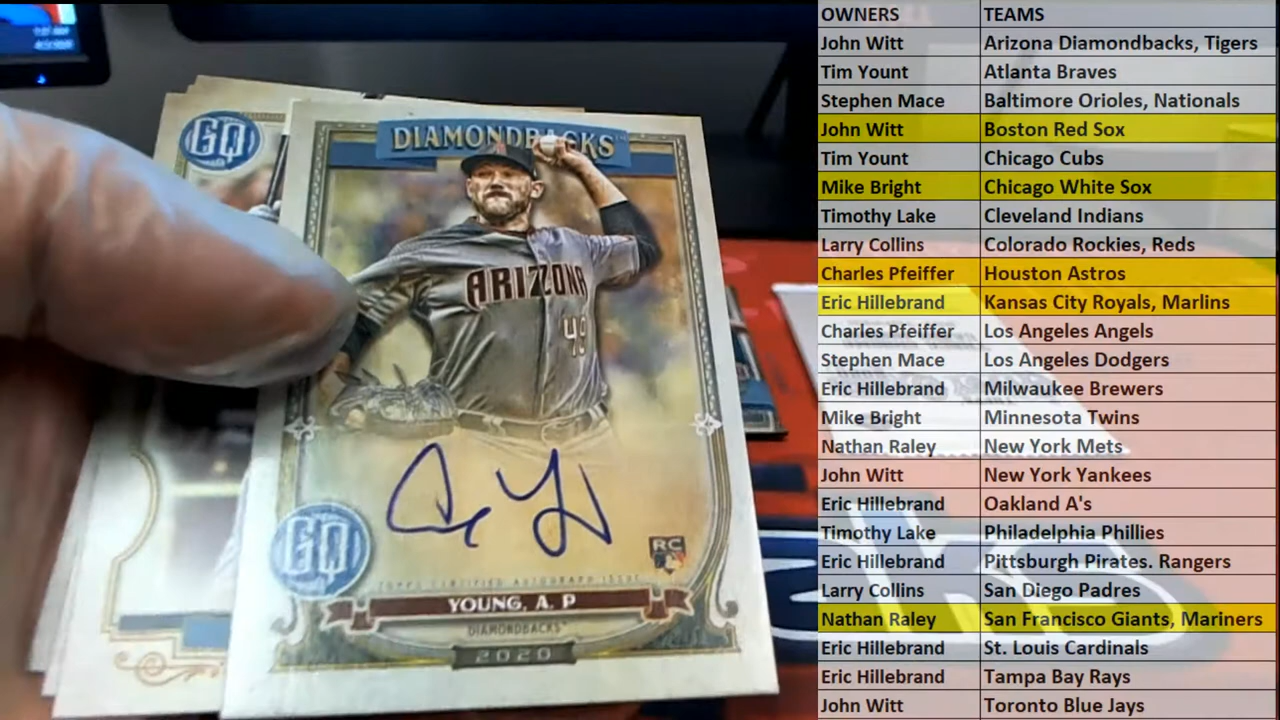 DIAMONDBACKS
GQ
ARIZONA
49
GQ
RC
TOPPS CERTIFIED AUTOGRAPH ISSUE
YOUNG, A. P
DIAMONDBACKS
2020
OWNERS TEAMS
John Witt Arizona Diamondbacks, Tigers
Tim Yount Atlanta Braves
Stephen Mace Baltimore Orioles, Nationals
John Witt Boston Red Sox
Tim Yount Chicago Cubs
Mike Bright Chicago White Sox
Timothy Lake Cleveland Indians
Larry Collins Colorado Rockies, Reds
Charles Pfeiffer Houston Astros
Eric Hillebrand Kansas City Royals, Marlins
Charles Pfeiffer Los Angeles Angels
Stephen Mace Los Angeles Dodgers
Eric Hillebrand Milwaukee Brewers
Mike Bright Minnesota Twins
Nathan Raley New York Mets
John Witt New York Yankees
Eric Hillebrand Oakland A's
Timothy Lake Philadelphia Phillies
Eric Hillebrand Pittsburgh Pirates. Rangers
Larry Collins San Diego Padres
Nathan Raley San Francisco Giants, Mariners
Eric Hillebrand St. Louis Cardinals
Eric Hillebrand Tampa Bay Rays
John Witt Toronto Blue Jays